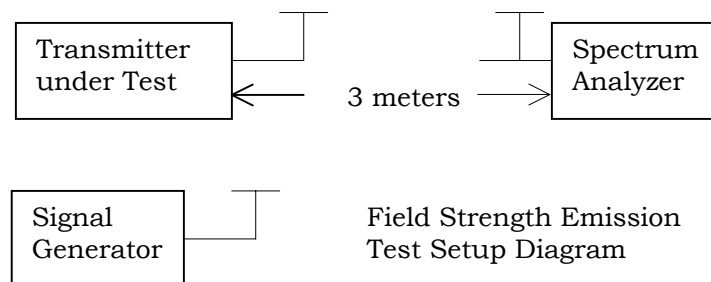 Transmitter
under Test
3 meters
Spectrum
Analyzer
Signal
Generator
Field Strength Emission
Test Setup Diagram